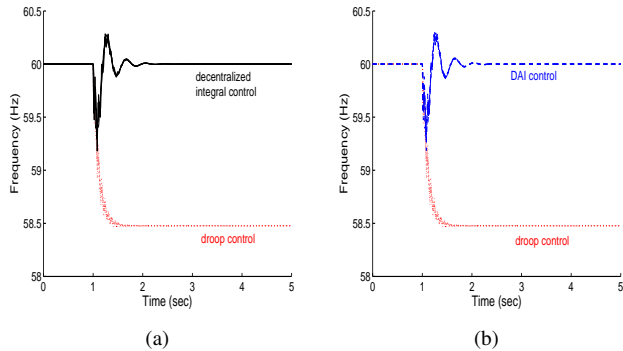 60.5
60
59.5
59
58.5
58
Frequency (Hz)
decentralized
integral control
droop control
0 1 2 3 4 5
Time (sec)
(a)
60.5
60
59.5
59
58.5
58
Frequency (Hz)
DAI control
droop control
0 1 2 3 4 5
Time (sec)
(b)